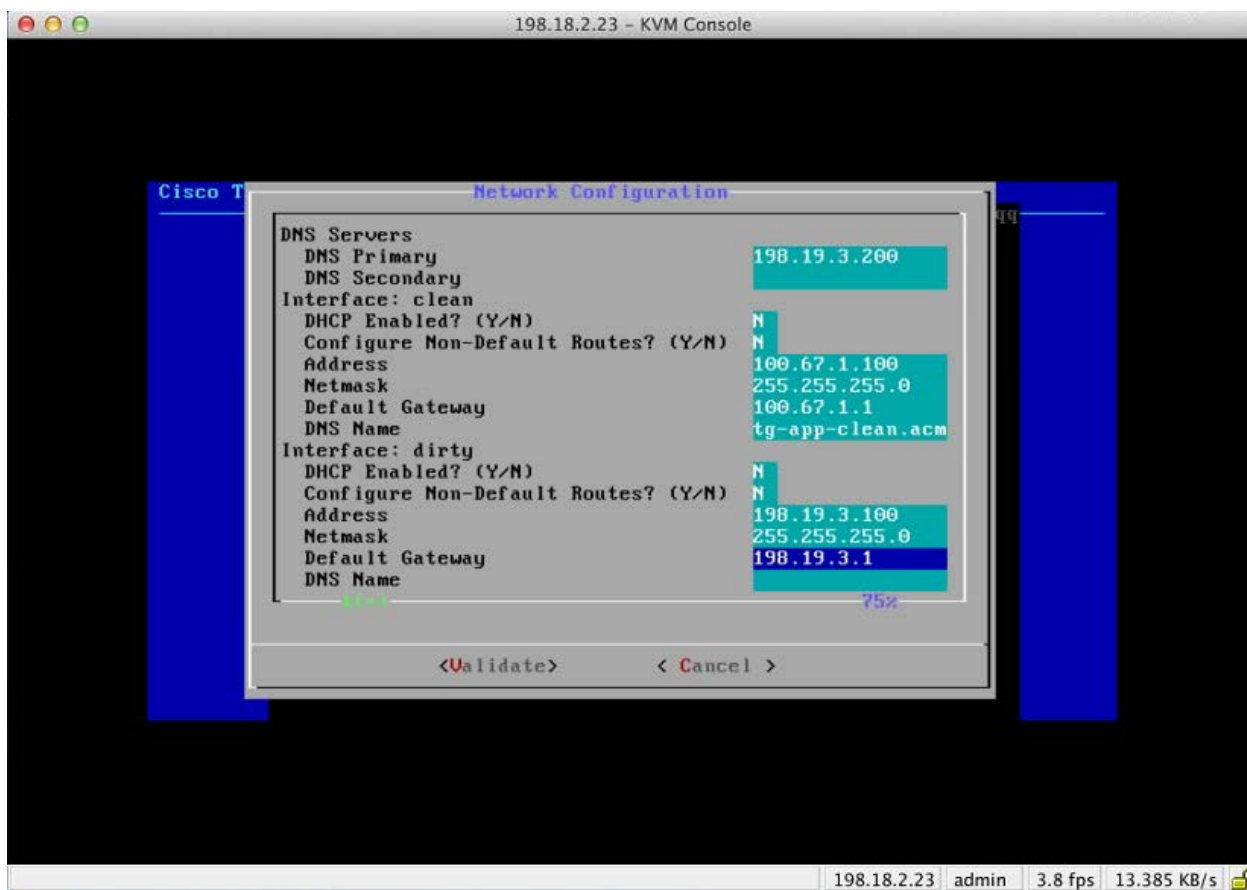 198.18.2.23 – KVM Console
Cisco T
Network Configuration
qq
DNS Servers
DNS Primary 198.19.3.200
DNS Secondary
Interface: clean
DHCP Enabled? (Y/N) N
Configure Non-Default Routes? (Y/N) N
Address 100.67.1.100
Netmask 255.255.255.0
Default Gateway 100.67.1.1
DNS Name tg-app-clean.acm
Interface: dirty
DHCP Enabled? (Y/N) N
Configure Non-Default Routes? (Y/N) N
Address 198.19.3.100
Netmask 255.255.255.0
Default Gateway 198.19.3.1
DNS Name
75%
<Validate> < Cancel >
198.18.2.23 admin 3.8 fps 13.385 KB/s